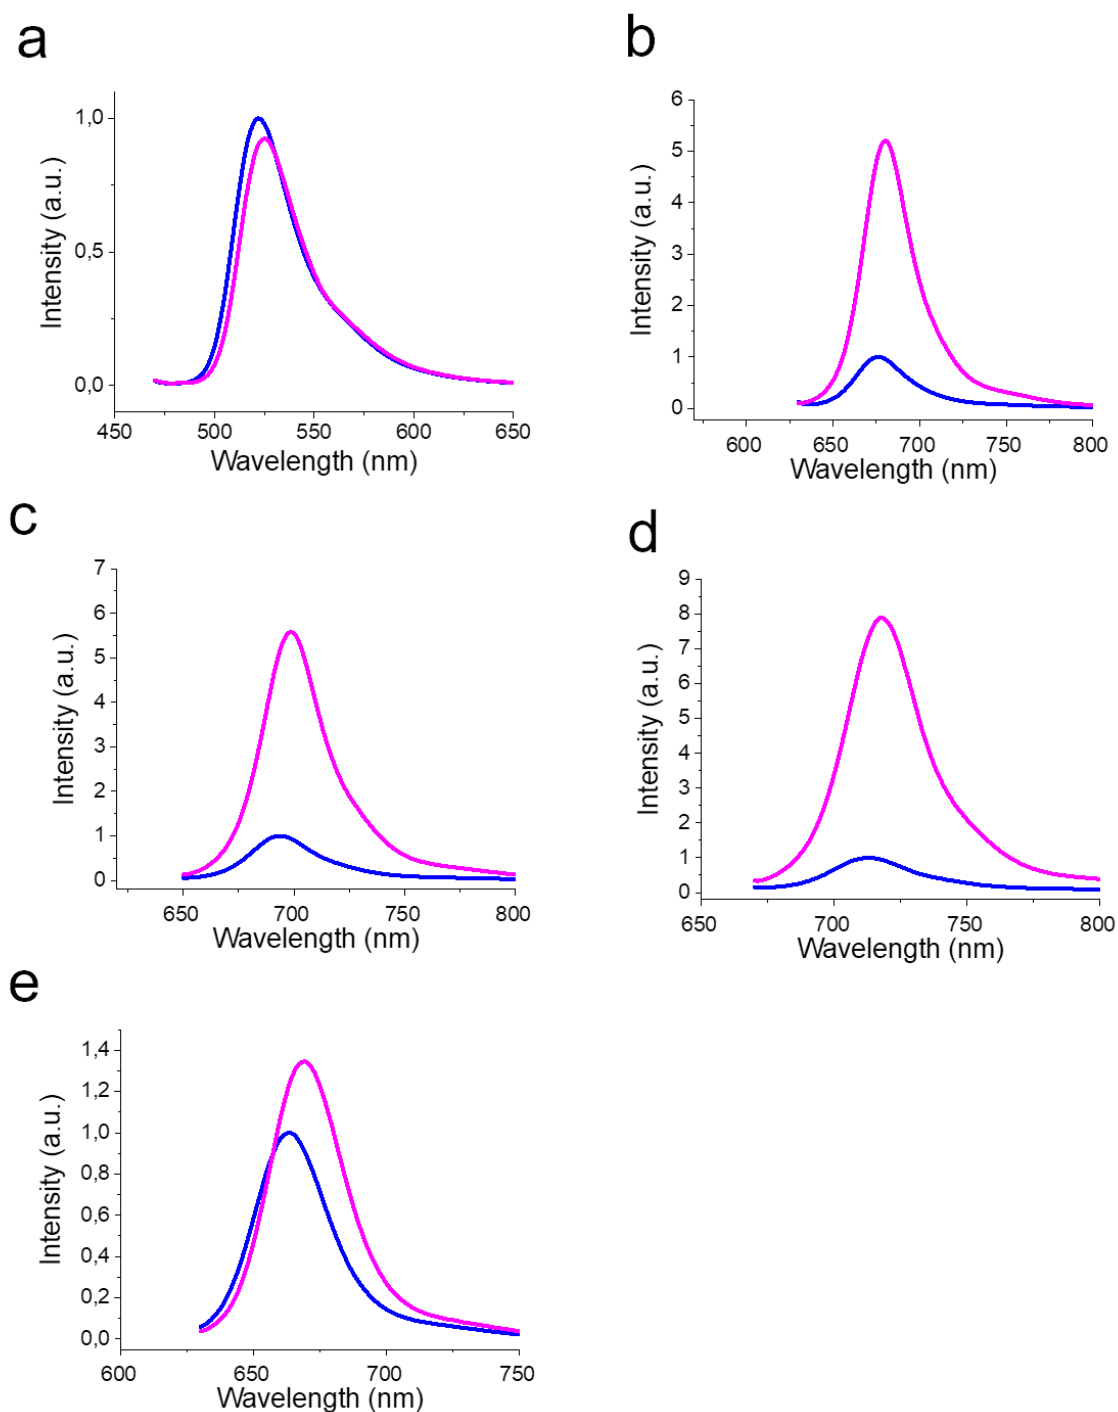 a
1,0
0,5
0,0
450 500 550 600 650
Intensity (a.u.)
Wavelength (nm)
b
6
5
4
3
2
1
0
600 650 700 750 800
Intensity (a.u.)
Wavelength (nm)
c
7
6
5
4
3
2
1
0
650 700 750 800
Intensity (a.u.)
Wavelength (nm)
d
9
8
7
6
5
4
3
2
1
0
650 700 750 800
Intensity (a.u.)
Wavelength (nm)
e
1,4
1,2
1,0
0,8
0,6
0,4
0,2
0,0
600 650 700 750
Intensity (a.u.)
Wavelength (nm)